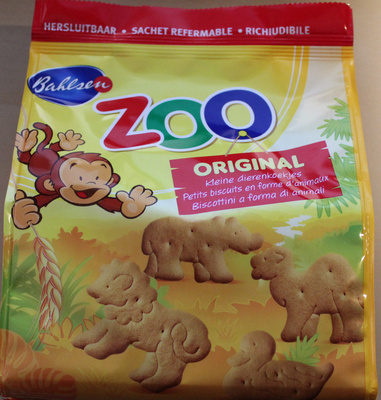 HERSLUITBAAR • SACHET REFERMABLE • RICHIUDIBILE
Bahlsen
ZOO
ORIGINAL
kleine dierenkoekjes
Petits biscuits en forme d'animaux
Biscottini a forma di animali